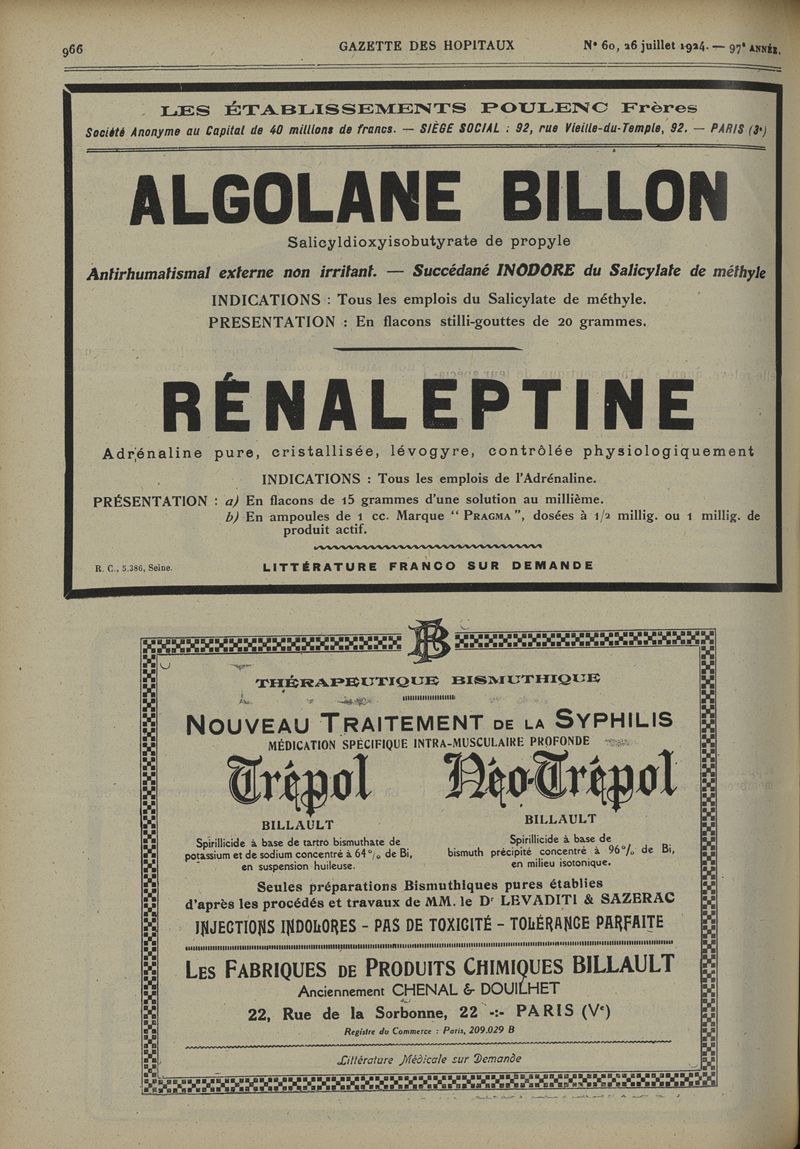 966
GAZETTE DES HOPITAUX
N° 60, 26 juillet 1924. — 97e ANNÉE.
LES ÉTABLISSEMENTS POULENC Frères
Société Anonyme au Capital de 40 millions de francs. — SIÈGE SOCIAL : 92, rue Vieille-du-Temple, 92. — PARIS (3e)
ALGOLANE BILLON
Salicyldioxyisobutyrate de propyle
Antirhumatismal externe non irritant. — Succédané INODORE du Salicylate de méthyle
INDICATIONS : Tous les emplois du Salicylate de méthyle.
PRESENTATION : En flacons stilli-gouttes de 20 grammes.
RÉNALEPTINE
Adrénaline pure, cristallisée, lévogyre, contrôlée physiologiquement
INDICATIONS : Tous les emplois de l'Adrénaline.
PRÉSENTATION : a) En flacons de 15 grammes d'une solution au millième.
b) En ampoules de 1 cc. Marque “ PRAGMA ”, dosées à 1/2 millig. ou 1 millig. de
produit actif.
R. C., 5.386, Seine.
LITTÉRATURE FRANCO SUR DEMANDE
THÉRAPEUTIQUE BISMUTHIQUE
NOUVEAU TRAITEMENT DE LA SYPHILIS
MÉDICATION SPÉCIFIQUE INTRA-MUSCULAIRE PROFONDE
Trépol
BILLAULT
Spirillicide à base de tartro bismuthate de
potassium et de sodium concentré à 64 % de Bi,
en suspension huileuse.
Néo-Trépol
BILLAULT
Spirillicide à base de
bismuth précipité concentré à 96 % de Bi,
en milieu isotonique.
Seules préparations Bismuthiques pures établies
d'après les procédés et travaux de MM. le Dr LEVADITI & SAZERAC
INJECTIONS INDOLORES - PAS DE TOXICITÉ - TOLÉRANCE PARFAITE
LES FABRIQUES DE PRODUITS CHIMIQUES BILLAULT
Anciennement CHENAL & DOUILHET
22, Rue de la Sorbonne, 22 -:- PARIS (Ve)
Registre du Commerce : Paris, 209.029 B
Littérature Médicale sur Demande